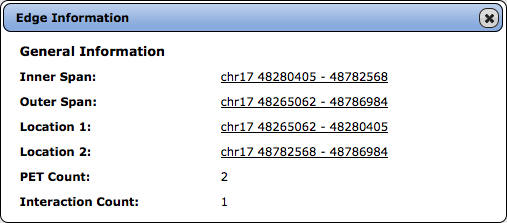 Edge Information
General Information
Inner Span: chr17 48280405 - 48782568
Outer Span: chr17 48265062 - 48786984
Location 1: chr17 48265062 - 48280405
Location 2: chr17 48782568 - 48786984
PET Count: 2
Interaction Count: 1